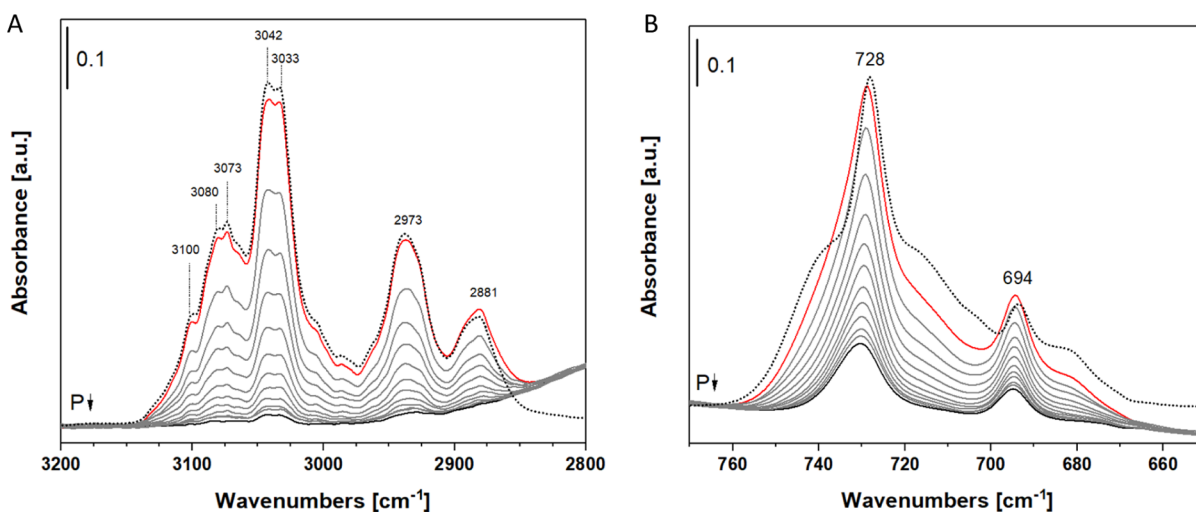 A
0.1
3042
3033
3073
3080
3100
2973
2881
P
Absorbance [a.u.]
3200
3100
3000
2900
2800
Wavenumbers [cm⁻¹]
B
0.1
728
694
P
Absorbance [a.u.]
760
740
720
700
680
660
Wavenumbers [cm⁻¹]